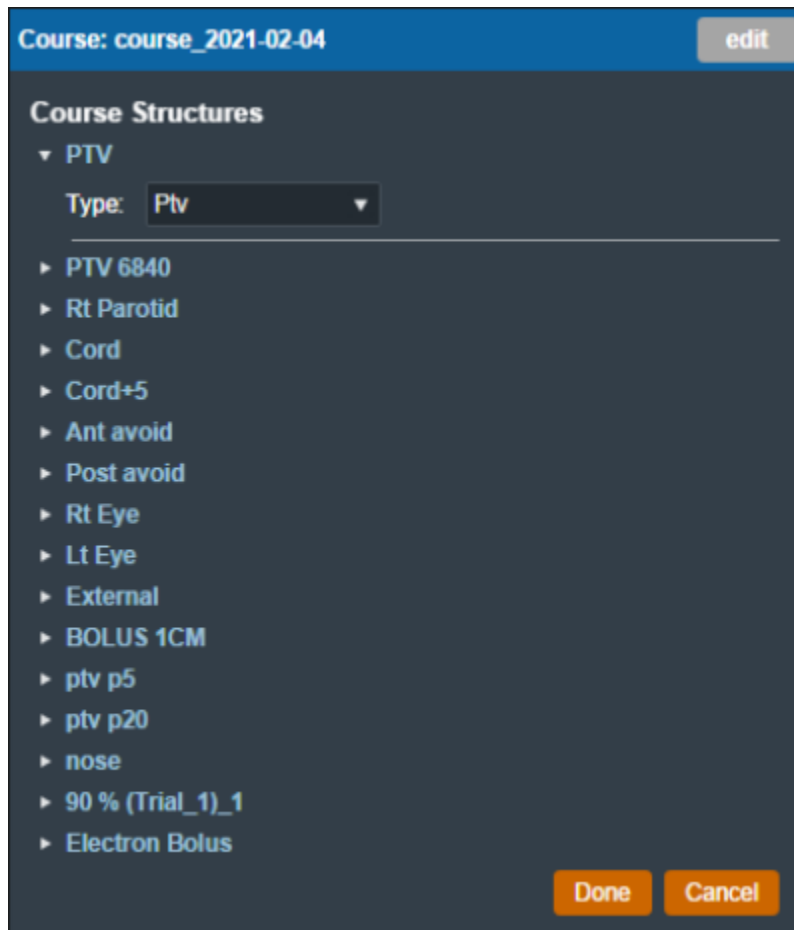 Course: course_2021-02-04 edit
Course Structures
PTV
Type: Ptv
PTV 6840
Rt Parotid
Cord
Cord+5
Ant avoid
Post avoid
Rt Eye
Lt Eye
External
BOLUS 1CM
ptv p5
ptv p20
nose
90 % (Trial_1)_1
Electron Bolus
Done Cancel